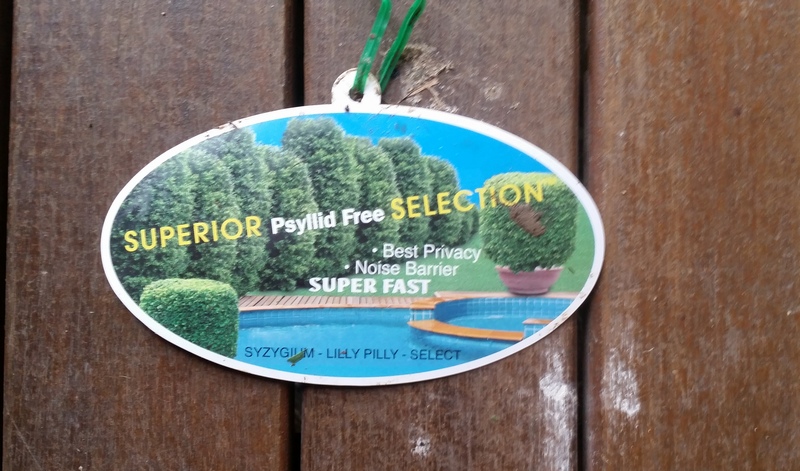 SUPERIOR Psyllid Free SELECTION
• Best Privacy
• Noise Barrier
SUPER FAST
SYZYGIUM - LILLY PILLY - SELECT